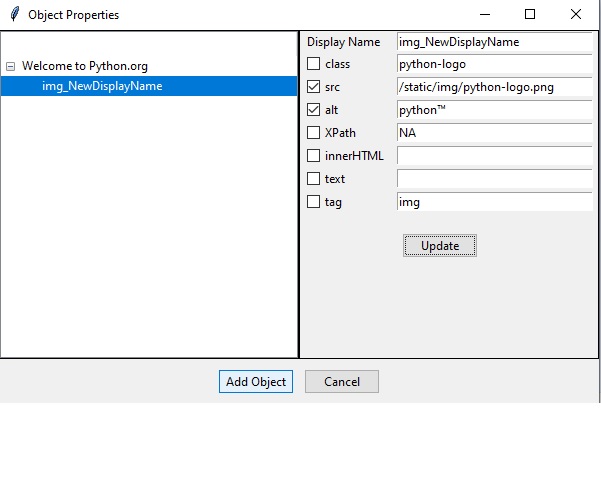 Object Properties
Welcome to Python.org
img_NewDisplayName
Display Name img_NewDisplayName
class python-logo
src /static/img/python-logo.png
alt python™
XPath NA
innerHTML
text
tag img
Update
Add Object Cancel